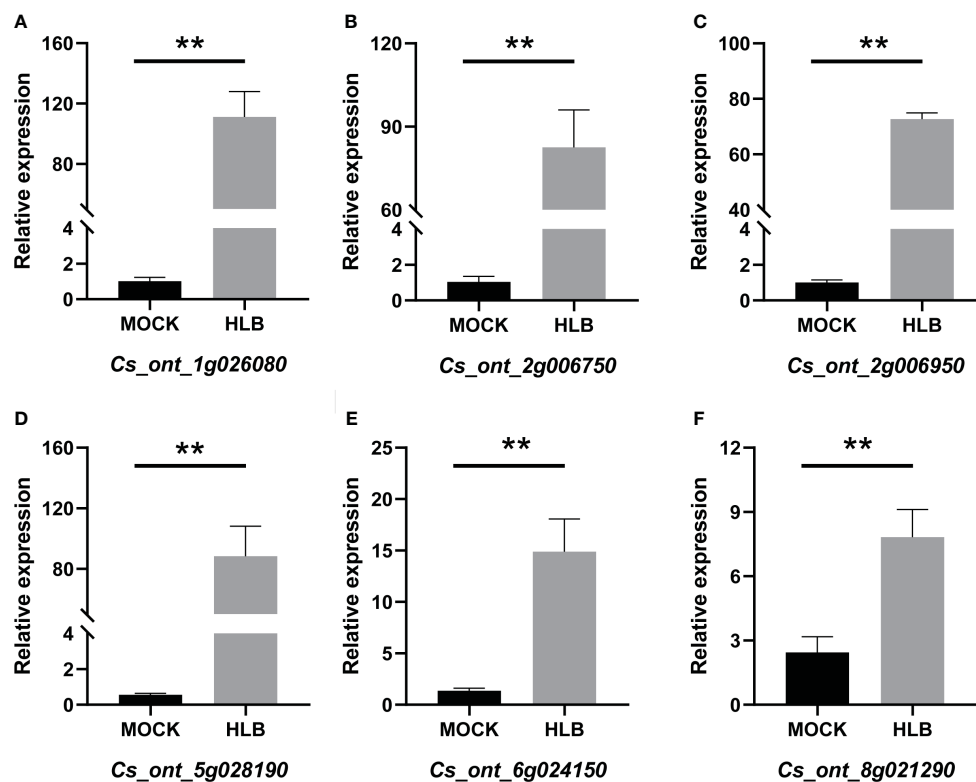 A
160
120
80
4
2
0
Relative expression
**
MOCK HLB
Cs_ont_1g026080
B
120
90
60
4
2
0
Relative expression
**
MOCK HLB
Cs_ont_2g006750
C
100
80
60
40
4
2
0
Relative expression
**
MOCK HLB
Cs_ont_2g006950
D
160
120
80
4
2
0
Relative expression
**
MOCK HLB
Cs_ont_5g028190
E
25
20
15
10
5
0
Relative expression
**
MOCK HLB
Cs_ont_6g024150
F
12
9
6
3
0
Relative expression
**
MOCK HLB
Cs_ont_8g021290